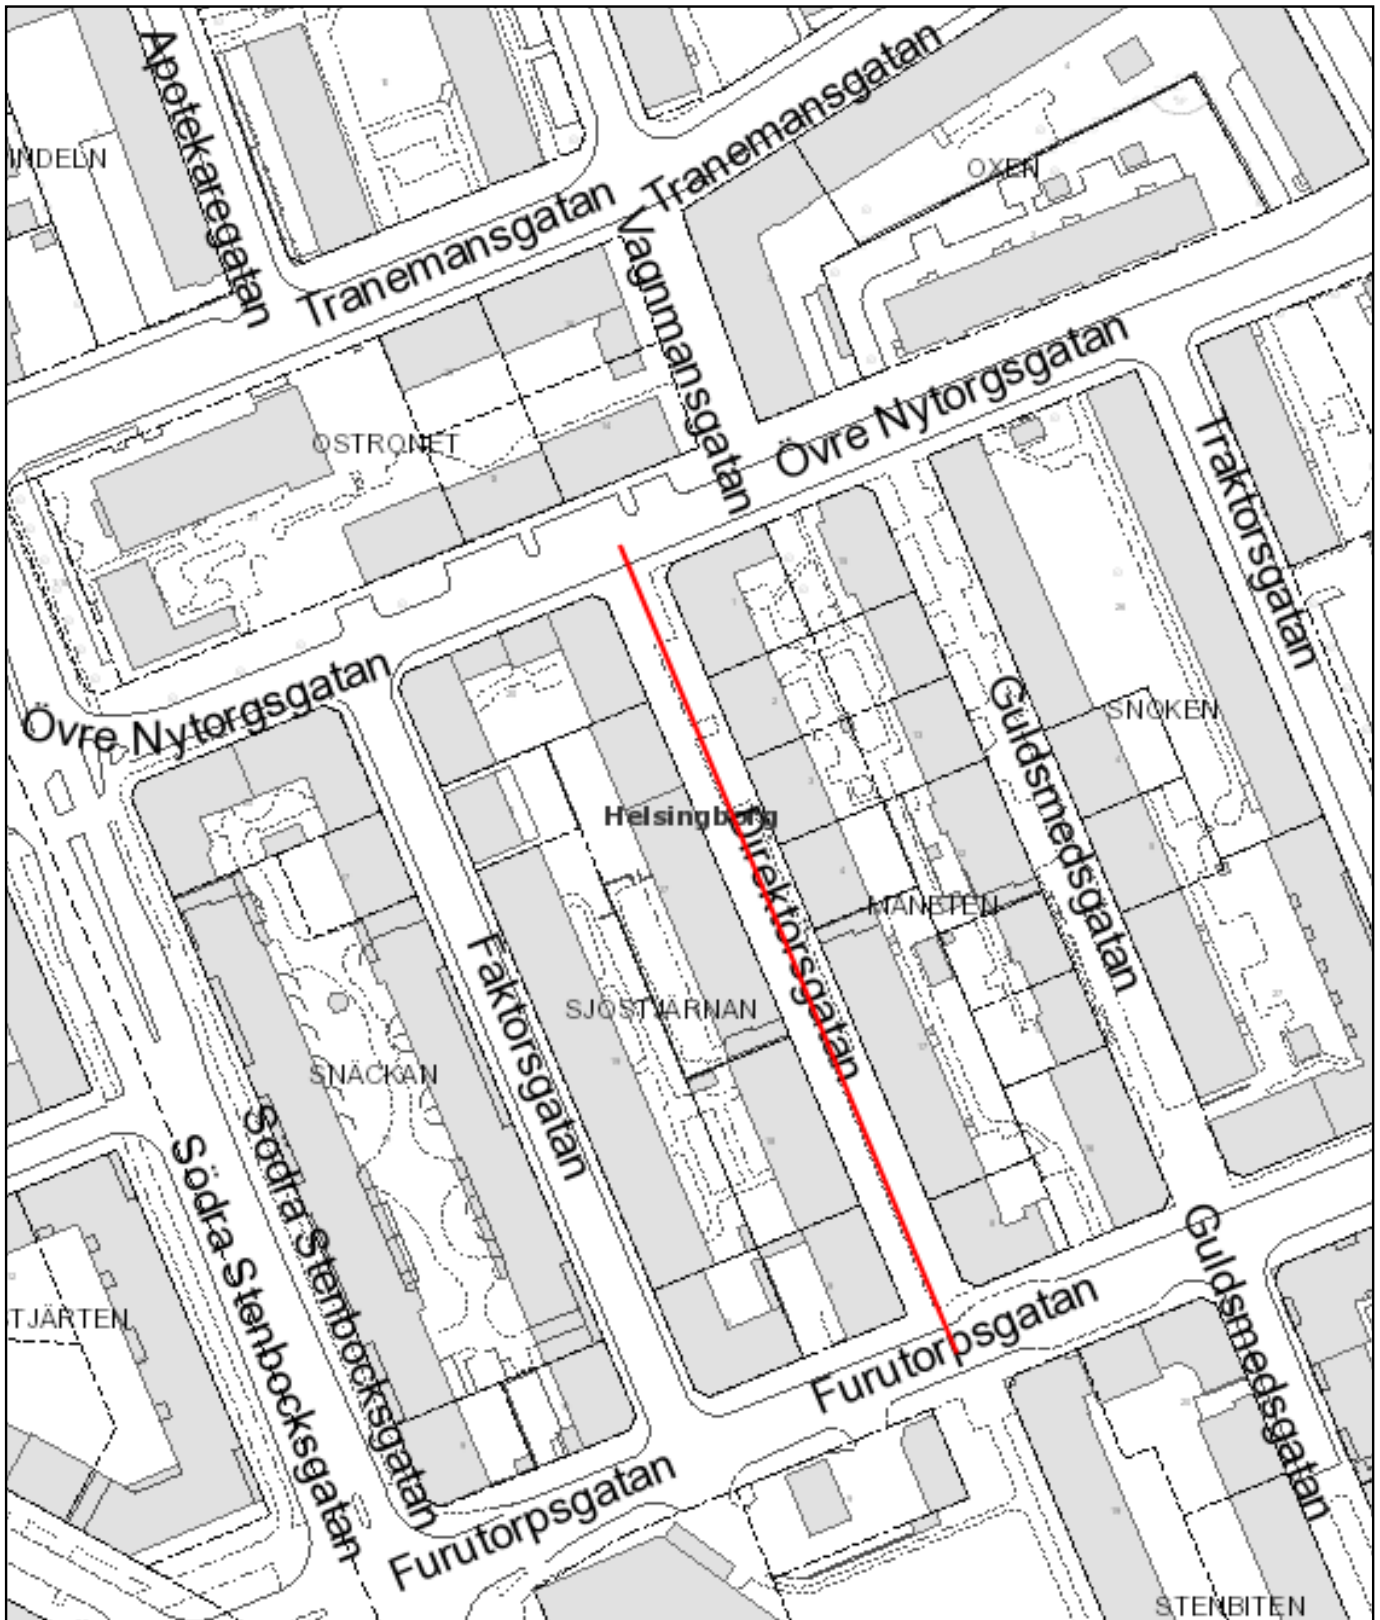 Apotekaregatan
Tranemansgatan
INDELN
OXEN
Tranemansgatan
Vagnmansgatan
Övre Nytorgsgatan
OSTRONET
Traktorsgatan
Övre Nytorgsgatan
Guldsmedsgatan
SNOKEN
Helsingborg
Direktörsgatan
MANETEN
Faktorsgatan
SJÖSTJÄRNAN
SNÄCKAN
Södra Stenbocksgatan
Södra Stenbocksgatan
Guldsmedsgatan
TJÄRTEN
Furutorpsgatan
Furutorpsgatan
STENBITEN